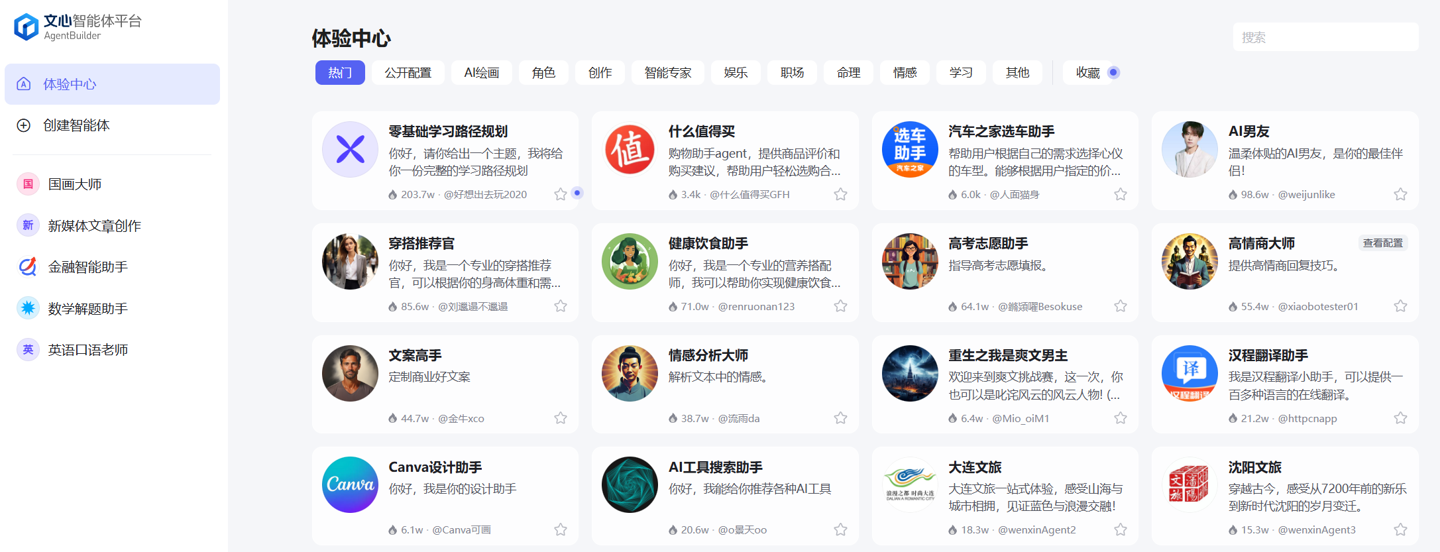 文心智能体平台
AgentBuilder
体验中心
创建智能体
国
国画大师
新
新媒体文章创作
金融智能助手
数学解题助手
英
英语口语老师
体验中心
搜索
热门
公开配置
AI绘画
角色
创作
智能专家
娱乐
职场
命理
情感
学习
其他
收藏
零基础学习路径规划
你好，请你给出一个主题，我将给
你一份完整的学习路径规划
203.7w · @好想出去玩2020
值
什么值得买
购物助手agent，提供商品评价和
购买建议，帮助用户轻松选购合...
3.4k · @什么值得买GFH
选车
助手
汽车之家
汽车之家选车助手
帮助用户根据自己的需求选择心仪
的车型。能够根据用户指定的价...
6.0k · @人面猫身
AI男友
温柔体贴的AI男友，是你的最佳伴
侣！
98.6w · @weijunlike
穿搭推荐官
你好，我是一个专业的穿搭推荐
官，可以根据你的身高体重和需...
85.6w · @刘邋遢不邋遢
健康饮食助手
你好，我是一个专业的营养搭配
师，我可以帮助你实现健康饮食...
71.0w · @renruonan123
高考志愿助手
指导高考志愿填报。
64.1w · Besokuse
高情商大师
查看配置
提供高情商回复技巧。
55.4w · @xiaobotester01
文案高手
定制商业好文案
44.7w · @金牛xco
情感分析大师
解析文本中的情感。
38.7w · @流雨da
重生之我是爽文男主
欢迎来到爽文挑战赛，这一次，你
也可以是叱诧风云的风云人物! (...
6.4w · @Mio_oiM1
译
汉程翻译
汉程翻译助手
我是汉程翻译小助手，可以提供一
百多种语言的在线翻译。
21.2w · @httpcnapp
Canva
Canva设计助手
你好，我是你的设计助手
6.1w · @Canva可画
AI工具搜索助手
你好，我能给你推荐各种AI工具
20.6w · @o景天oo
浪漫之都 时尚大连
DALIAN A ROMANTIC CITY
大连文旅
大连文旅一站式体验，感受山海与
城市相拥，见证蓝色与浪漫交融！
18.3w · @wenxinAgent2
沈阳文旅
穿越古今，感受从7200年前的新乐
到新时代沈阳的岁月变迁。
15.3w · @wenxinAgent3